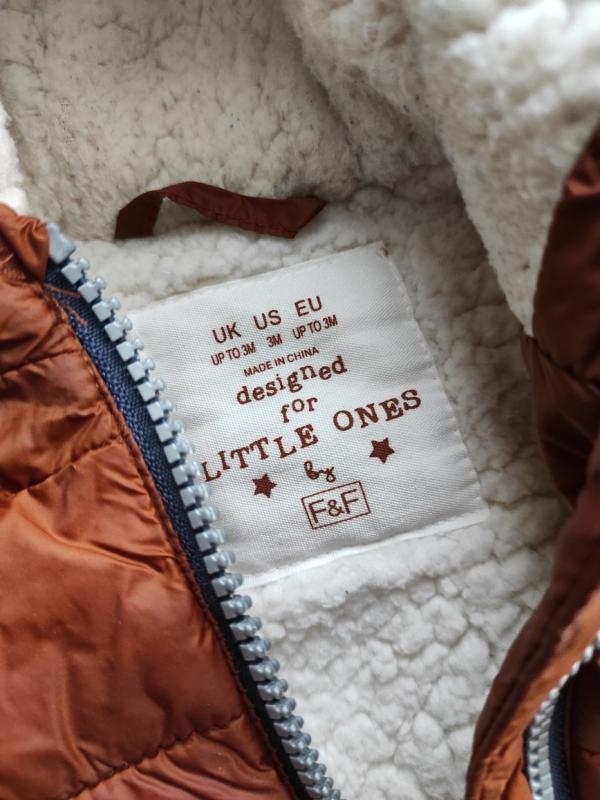 UK US EU
UP TO 3M 3M UP TO 3M
MADE IN CHINA
designed
for
LITTLE ONES
by
F&F